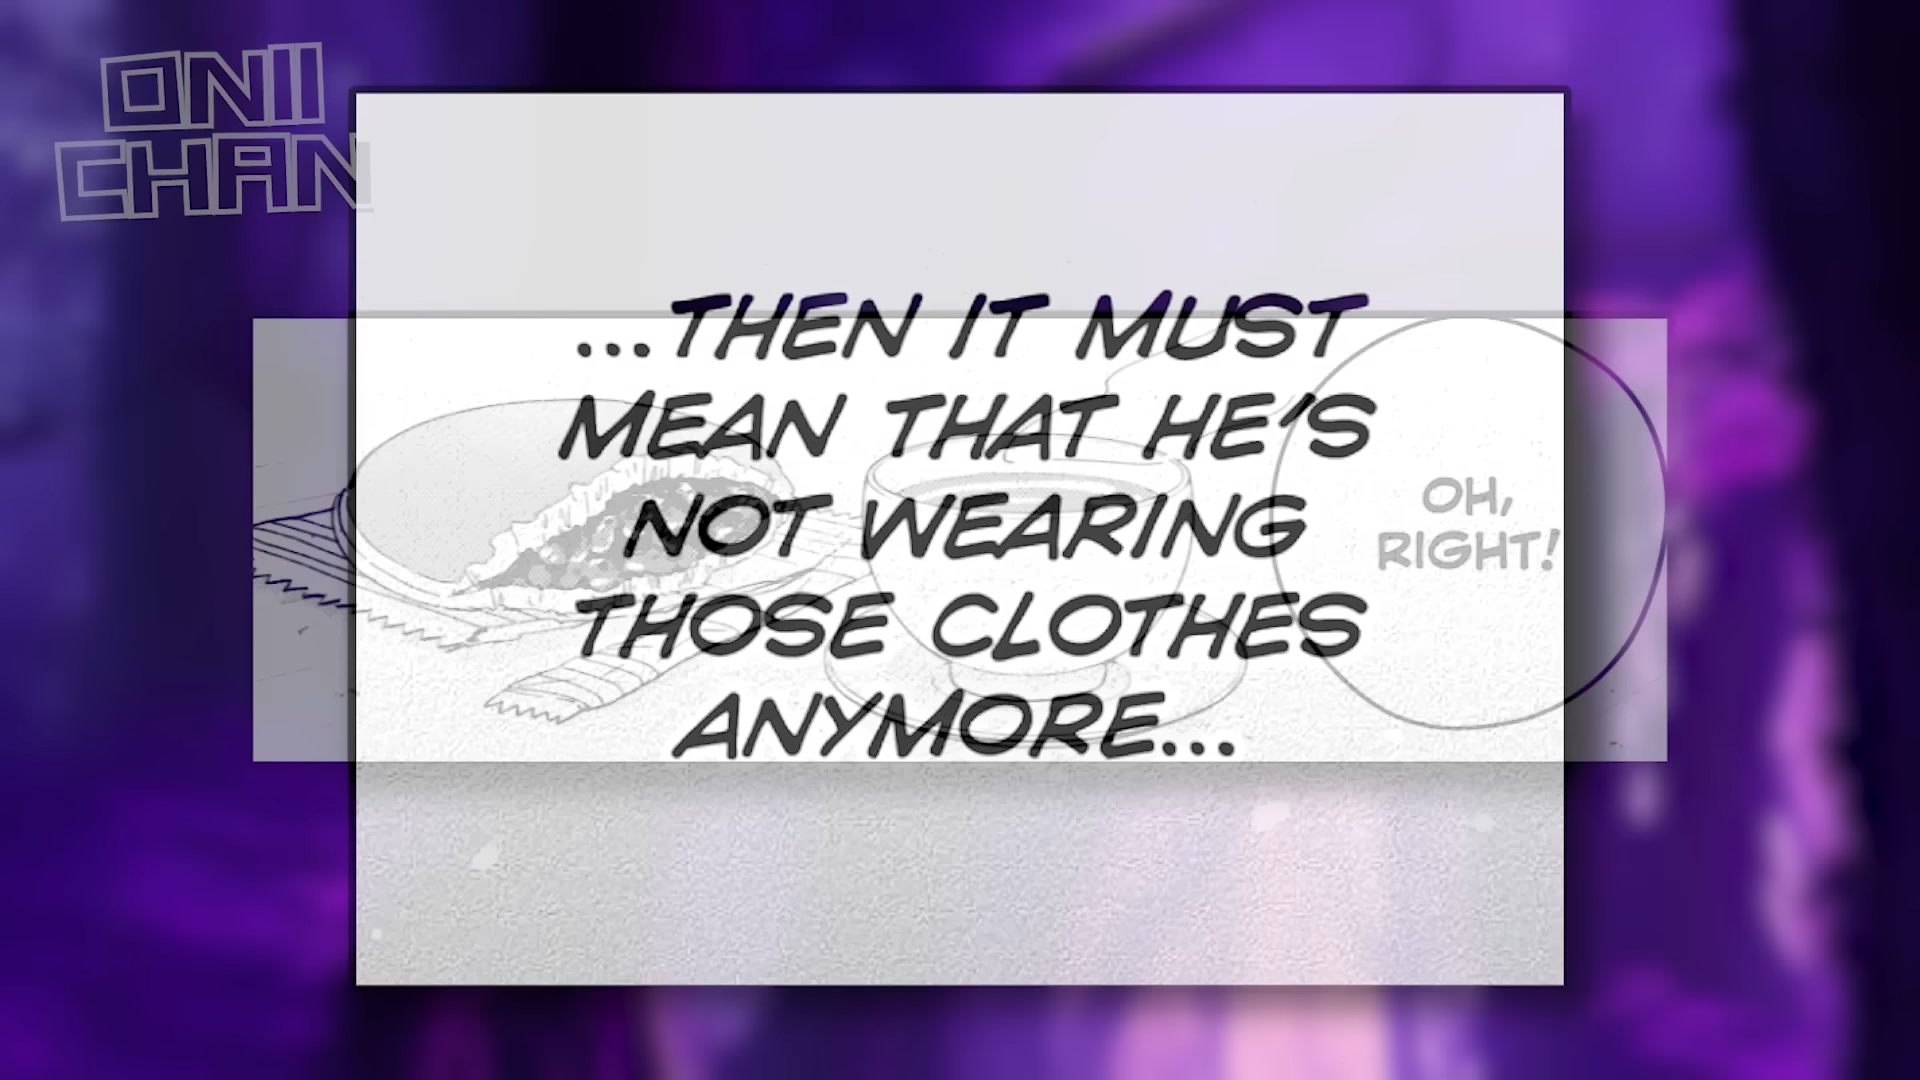 ONII
CHAN
...THEN IT MUST
MEAN THAT HE'S
NOT WEARING
THOSE CLOTHES
ANYMORE...
OH,
RIGHT!